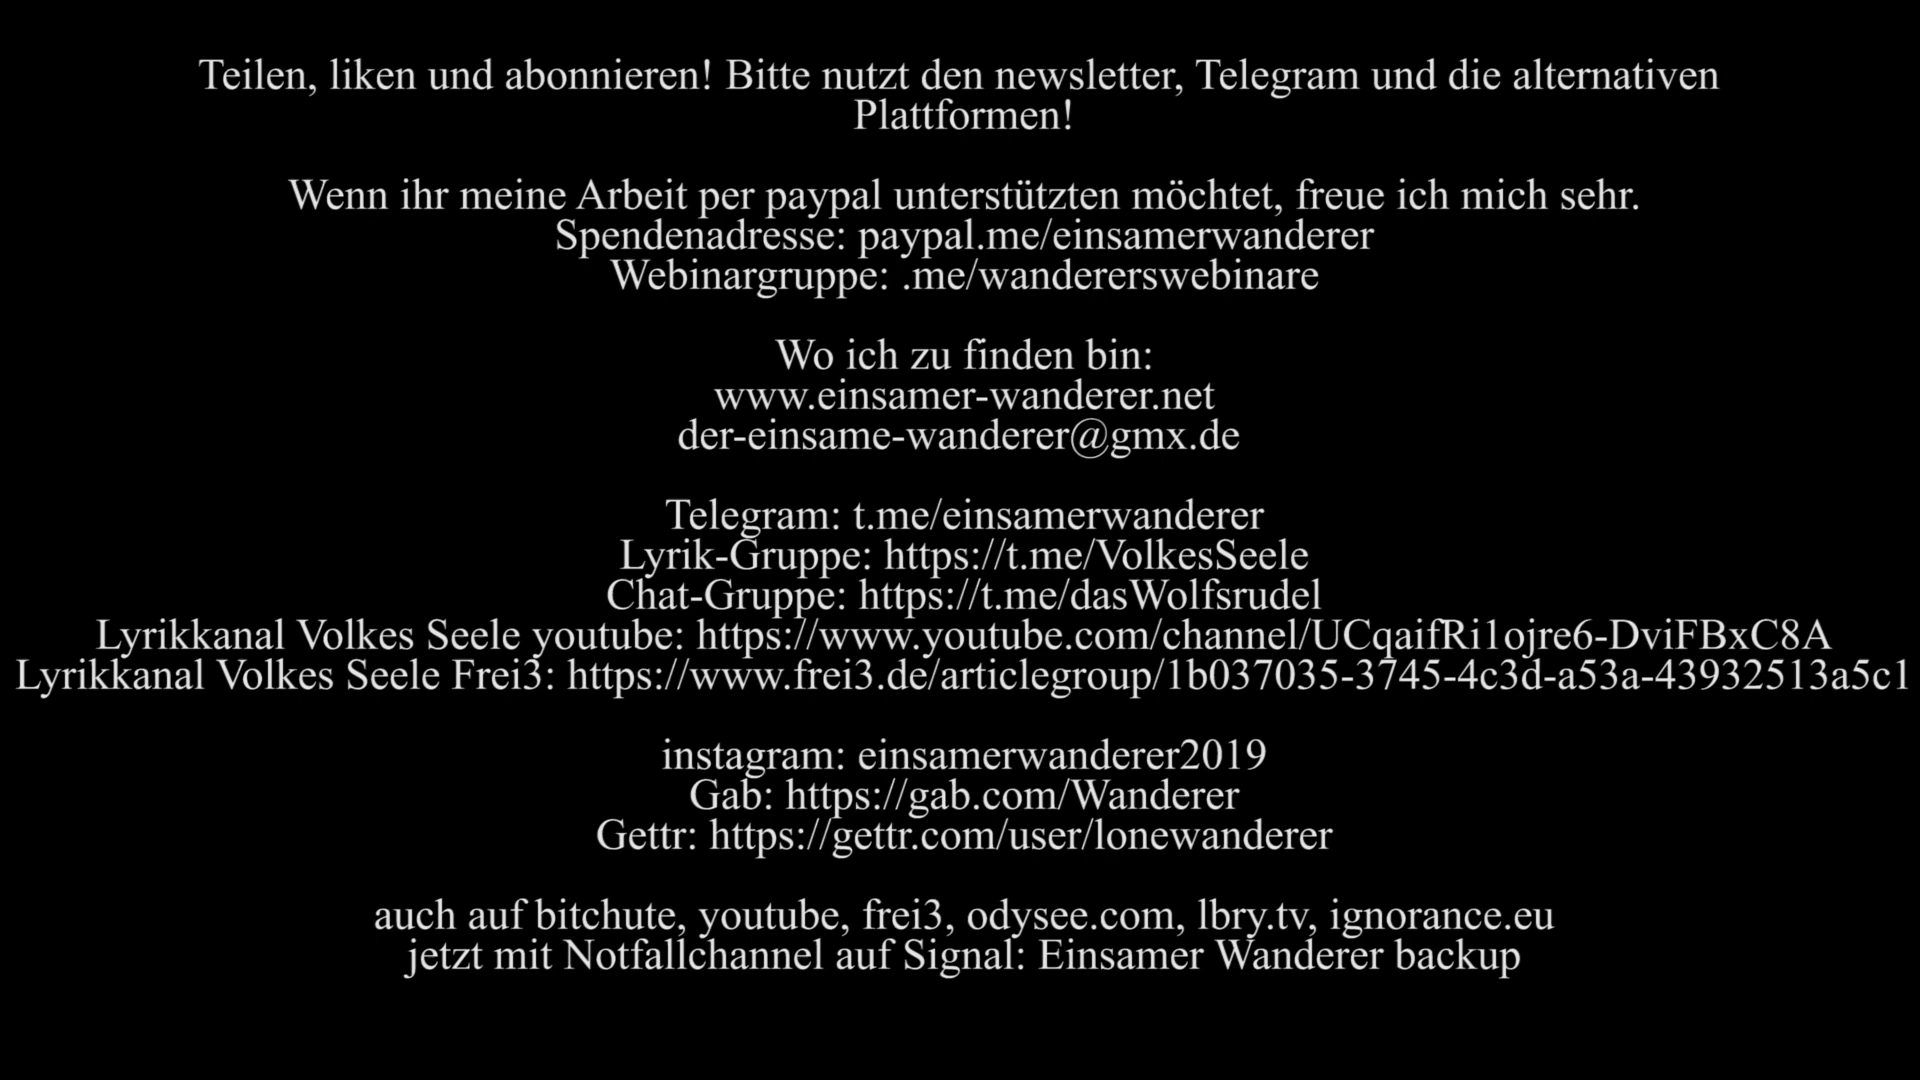 Teilen, liken und abonnieren! Bitte nutzt den newsletter, Telegram und die alternativen
Plattformen!
Wenn ihr meine Arbeit per paypal unterstützten möchtet, freue ich mich sehr.
Spendenadresse: paypal.me/einsamerwanderer
Webinargruppe: .me/wandererswebinare
Wo ich zu finden bin:
www.einsamer-wanderer.net
der-einsame-wanderer@gmx.de
Telegram: t.me/einsamerwanderer
Lyrik-Gruppe: https://t.me/VolkesSeele
Chat-Gruppe: https://t.me/dasWolfsrudel
Lyrikkanal Volkes Seele youtube: https://www.youtube.com/channel/UCqaifRi1ojre6-DviFBxC8A
Lyrikkanal Volkes Seele Frei3: https://www.frei3.de/articlegroup/1b037035-3745-4c3d-a53a-43932513a5c1
instagram: einsamerwanderer2019
Gab: https://gab.com/Wanderer
Gettr: https://gettr.com/user/lonewanderer
auch auf bitchute, youtube, frei3, odysee.com, lbry.tv, ignorance.eu
jetzt mit Notfallchannel auf Signal: Einsamer Wanderer backup